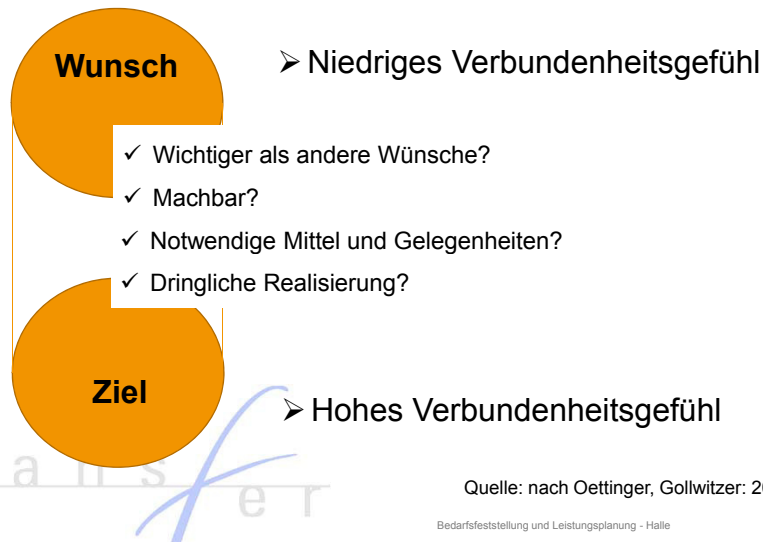 Wunsch
➢ Niedriges Verbundenheitsgefühl
✓ Wichtiger als andere Wünsche?
✓ Machbar?
✓ Notwendige Mittel und Gelegenheiten?
✓ Dringliche Realisierung?
Ziel
➢ Hohes Verbundenheitsgefühl
ansfer
Quelle: nach Oettinger, Gollwitzer:
Bedarfsfeststellung und Leistungsplanung - Halle